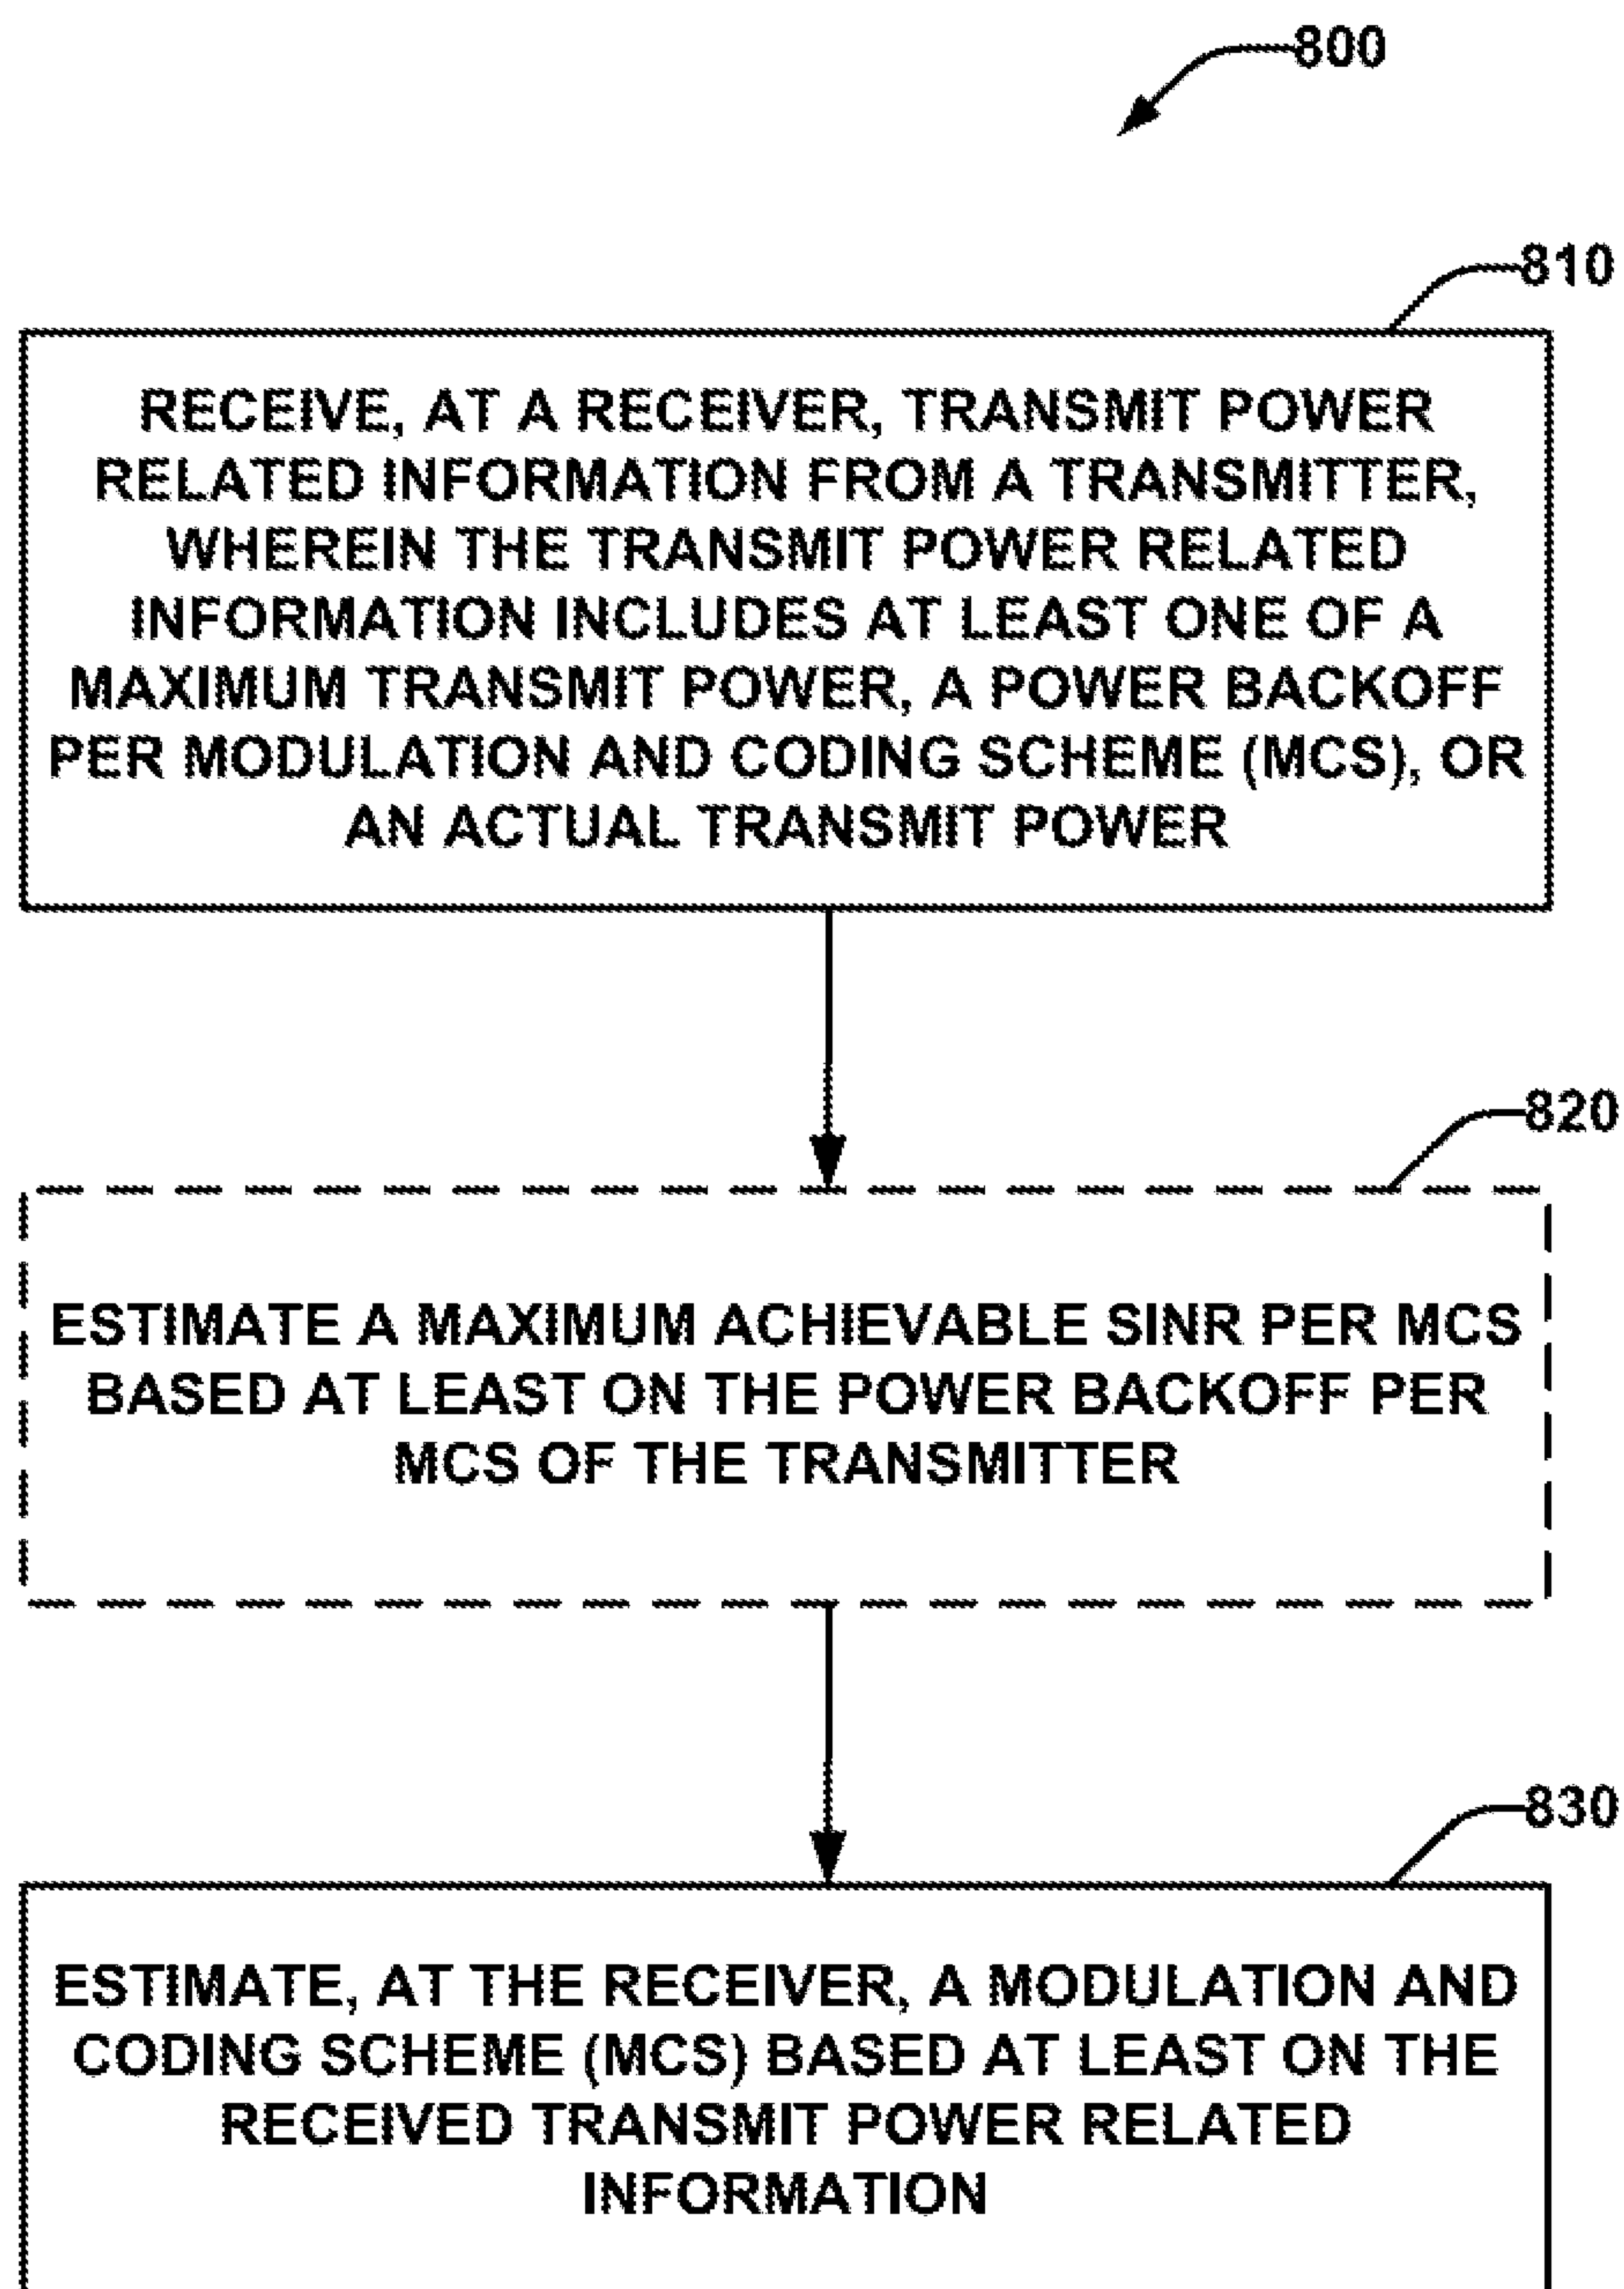 800
810
RECEIVE, AT A RECEIVER, TRANSMIT POWER
RELATED INFORMATION FROM A TRANSMITTER,
WHEREIN THE TRANSMIT POWER RELATED
INFORMATION INCLUDES AT LEAST ONE OF A
MAXIMUM TRANSMIT POWER, A POWER BACKOFF
PER MODULATION AND CODING SCHEME (MCS), OR
AN ACTUAL TRANSMIT POWER
820
ESTIMATE A MAXIMUM ACHIEVABLE SINR PER MCS
BASED AT LEAST ON THE POWER BACKOFF PER
MCS OF THE TRANSMITTER
830
ESTIMATE, AT THE RECEIVER, A MODULATION AND
CODING SCHEME (MCS) BASED AT LEAST ON THE
RECEIVED TRANSMIT POWER RELATED
INFORMATION